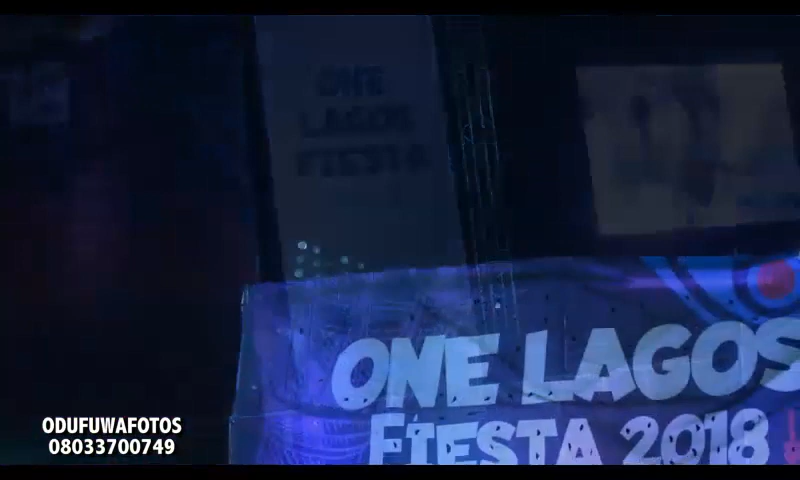 ONE
LAGOS
FIESTA
ONE LAGOS
FIESTA 2018
ODUFUWAFOTOS
08033700749